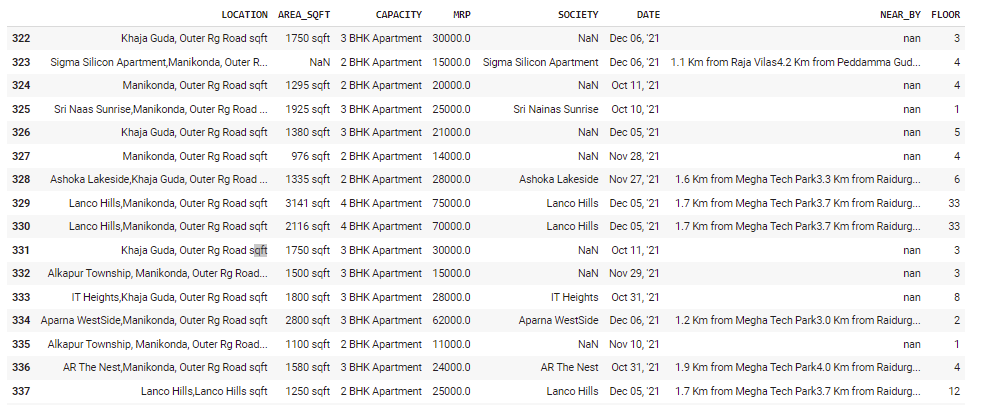 LOCATION AREA_SQFT CAPACITY MRP SOCIETY DATE NEAR_BY FLOOR
322 Khaja Guda, Outer Rg Road sqft 1750 sqft 3 BHK Apartment 30000.0 NaN Dec 06, '21 nan 3
323 Sigma Silicon Apartment,Manikonda, Outer R... NaN 2 BHK Apartment 15000.0 Sigma Silicon Apartment Dec 06, '21 1.1 Km from Raja Vilas4.2 Km from Peddamma Gud... 4
324 Manikonda, Outer Rg Road sqft 1295 sqft 2 BHK Apartment 20000.0 NaN Oct 11, '21 nan 4
325 Sri Naas Sunrise,Manikonda, Outer Rg Road ... 1925 sqft 3 BHK Apartment 25000.0 Sri Nainas Sunrise Oct 10, '21 nan 1
326 Khaja Guda, Outer Rg Road sqft 1380 sqft 3 BHK Apartment 21000.0 NaN Dec 05, '21 nan 5
327 Manikonda, Outer Rg Road sqft 976 sqft 2 BHK Apartment 14000.0 NaN Nov 28, '21 nan 4
328 Ashoka Lakeside,Khaja Guda, Outer Rg Road ... 1335 sqft 2 BHK Apartment 28000.0 Ashoka Lakeside Nov 27, '21 1.6 Km from Megha Tech Park3.3 Km from Raidurg... 6
329 Lanco Hills,Manikonda, Outer Rg Road sqft 3141 sqft 4 BHK Apartment 75000.0 Lanco Hills Dec 05, '21 1.7 Km from Megha Tech Park3.7 Km from Raidurg... 33
330 Lanco Hills,Manikonda, Outer Rg Road sqft 2116 sqft 4 BHK Apartment 70000.0 Lanco Hills Dec 05, '21 1.7 Km from Megha Tech Park3.7 Km from Raidurg... 33
331 Khaja Guda, Outer Rg Road sqft 1750 sqft 3 BHK Apartment 30000.0 NaN Oct 11, '21 nan 3
332 Alkapur Township, Manikonda, Outer Rg Road... 1500 sqft 3 BHK Apartment 15000.0 NaN Nov 29, '21 nan 3
333 IT Heights,Khaja Guda, Outer Rg Road sqft 1800 sqft 3 BHK Apartment 28000.0 IT Heights Oct 31, '21 nan 8
334 Aparna WestSide,Manikonda, Outer Rg Road sqft 2800 sqft 3 BHK Apartment 62000.0 Aparna WestSide Dec 06, '21 1.2 Km from Megha Tech Park3.0 Km from Raidurg... 2
335 Alkapur Township, Manikonda, Outer Rg Road... 1100 sqft 2 BHK Apartment 11000.0 NaN Nov 10, '21 nan 1
336 AR The Nest,Manikonda, Outer Rg Road sqft 1580 sqft 3 BHK Apartment 24000.0 AR The Nest Oct 31, '21 1.9 Km from Megha Tech Park4.0 Km from Raidurg... 4
337 Lanco Hills,Lanco Hills sqft 1250 sqft 2 BHK Apartment 25000.0 Lanco Hills Dec 05, '21 1.7 Km from Megha Tech Park3.7 Km from Raidurg... 12